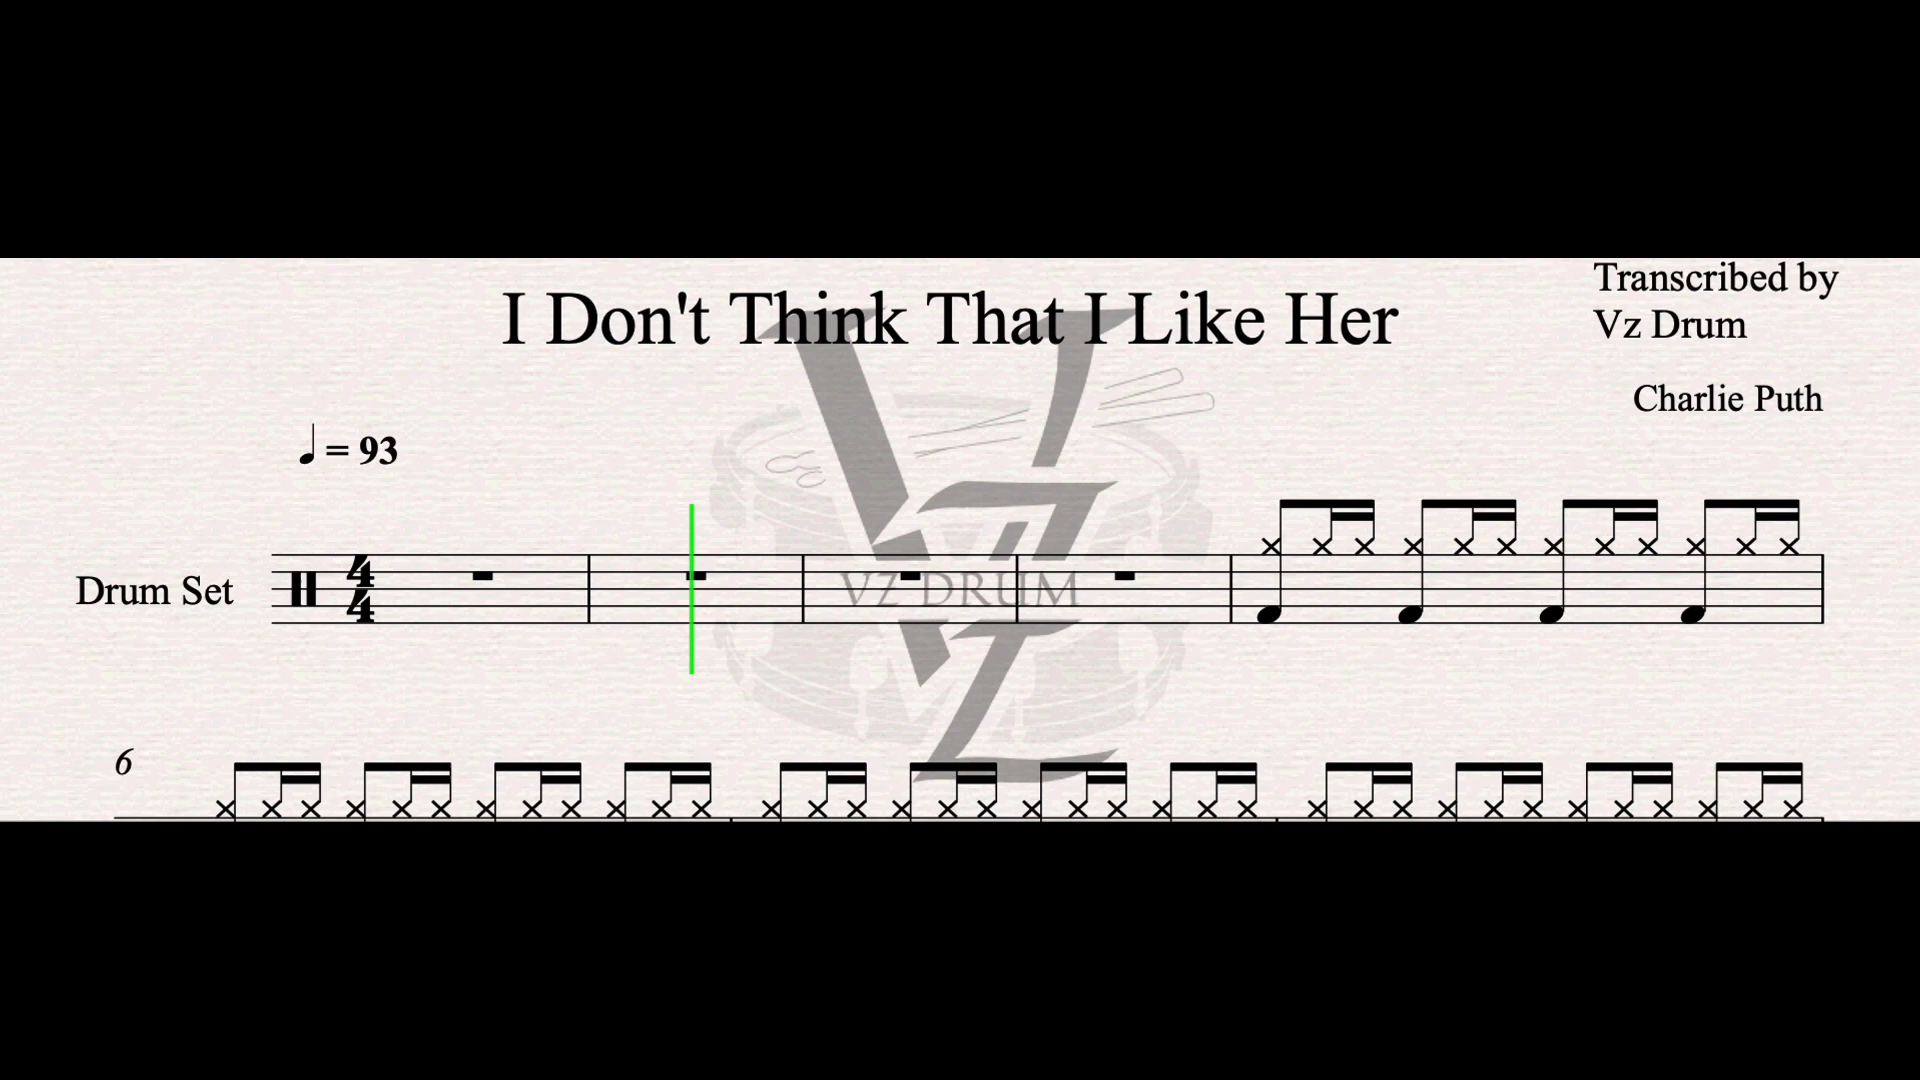 I Don't Think That I Like Her
Transcribed by
Vz Drum
Charlie Puth
♩ = 93
Drum Set
4
4
VZ DRUM
6